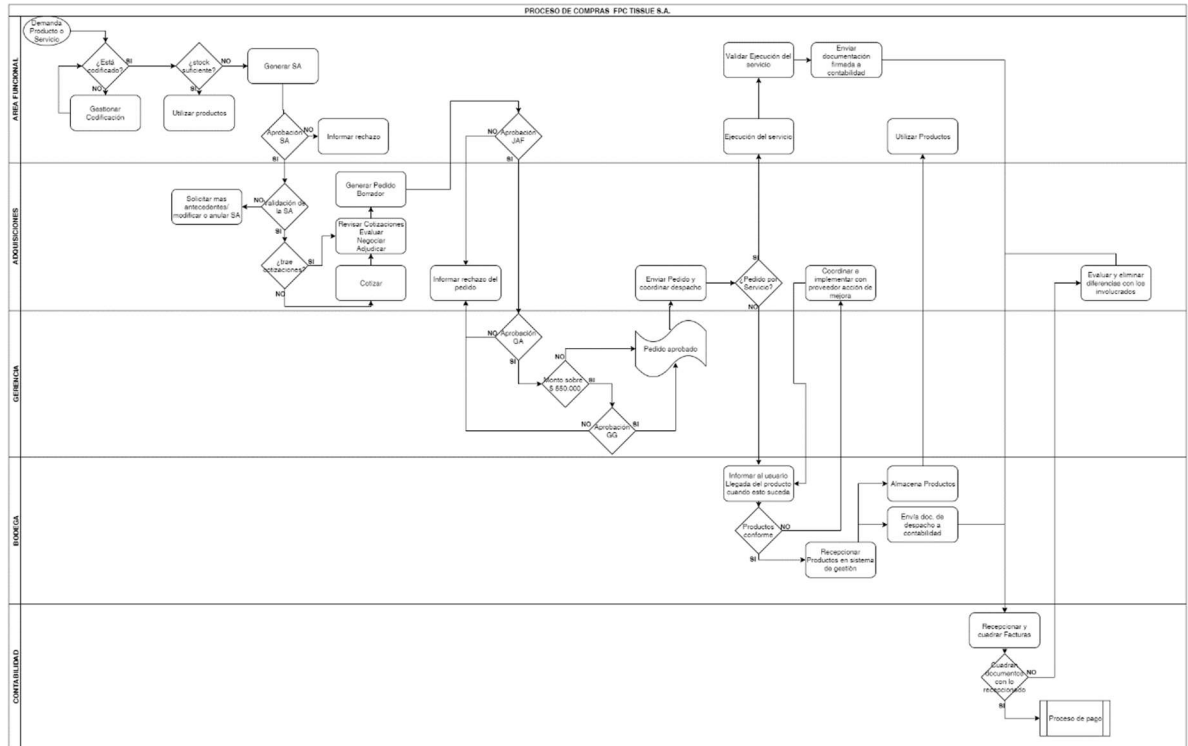 PROCESO DE COMPRAS FPC TISSUE S.A.
AREA FUNCIONAL
Demanda
Producto o
Servicio
¿Está
codificado?
SI
NO
Gestionar
Codificación
¿stock
suficiente?
NO
SI
Utilizar productos
Generar SA
Aprobación
SA
NO
SI
Informar rechazo
Aprobación
JAF
NO
SI
Validar Ejecución del
servicio
Enviar
documentación
firmada a
contabilidad
Ejecución del servicio
Utilizar Productos
ADQUISICIONES
Solicitar mas
antecedentes/
modificar o anular SA
NO
Validación de
la SA
SI
¿trae
cotizaciones?
SI
NO
Generar Pedido
Borrador
Revisar Cotizaciones
Evaluar
Negociar
Adjudicar
Cotizar
Informar rechazo del
pedido
Enviar Pedido y
coordinar despacho
¿Pedido por
Servicio?
SI
NO
Coordinar e
implementar con
proveedor acción de
mejora
Evaluar y eliminar
diferencias con los
involucrados
GERENCIA
Aprobación
GA
NO
SI
Monto sobre
$ 650.000
NO
SI
Aprobación
GG
NO
SI
Pedido aprobado
BODEGA
Informar al usuario
Llegada del producto
cuando esto suceda
Productos
conforme
NO
SI
Recepcionar
Productos en sistema
de gestión
Almacena Productos
Envía doc. de
despacho a
contabilidad
CONTABILIDAD
Recepcionar y
cuadrar Facturas
Cuadran
documentos
con lo
recepcionado
NO
SI
Proceso de pago